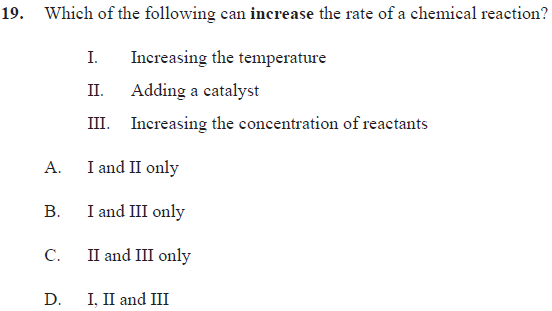 19. Which of the following can increase the rate of a chemical reaction?
I. Increasing the temperature
II. Adding a catalyst
III. Increasing the concentration of reactants
A. I and II only
B. I and III only
C. II and III only
D. I, II and III